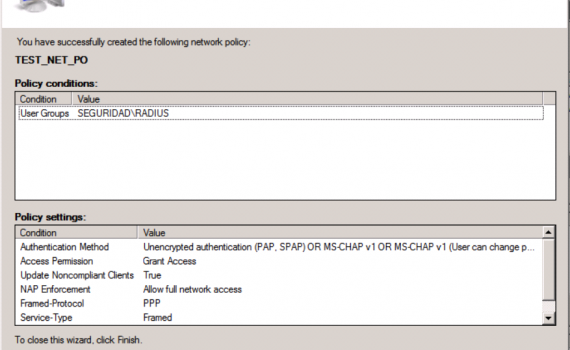 You have successfully created the following network policy:
TEST_NET_PO
Policy conditions:
Condition Value
User Groups SEGURIDAD\RADIUS
Policy settings:
Condition Value
Authentication Method Unencrypted authentication (PAP, SPAP) OR MS-CHAP v1 OR MS-CHAP v1 (User can change p...
Access Permission Grant Access
Update Noncompliant Clients True
NAP Enforcement Allow full network access
Framed-Protocol PPP
Service-Type Framed
To close this wizard, click Finish.